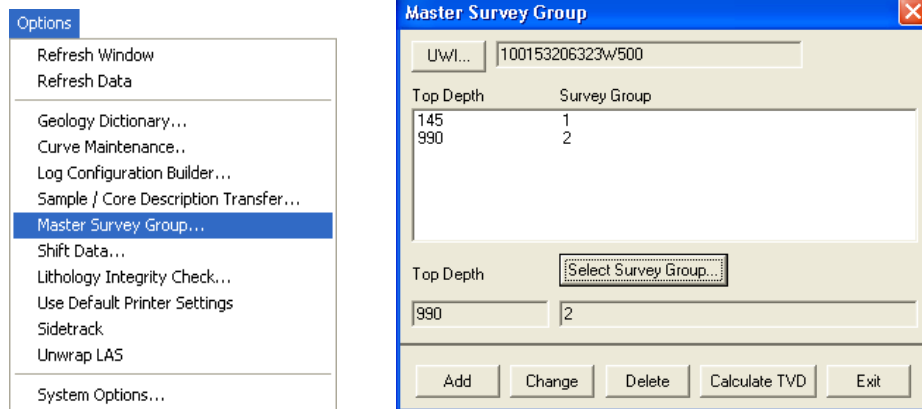 Options
Refresh Window
Refresh Data
Geology Dictionary...
Curve Maintenance..
Log Configuration Builder...
Sample / Core Description Transfer...
Master Survey Group...
Shift Data...
Lithology Integrity Check...
Use Default Printer Settings
Sidetrack
Unwrap LAS
System Options...
Master Survey Group
UWI... 100153206323W500
Top Depth Survey Group
145 1
990 2
Top Depth Select Survey Group...
990 2
Add Change Delete Calculate TVD Exit